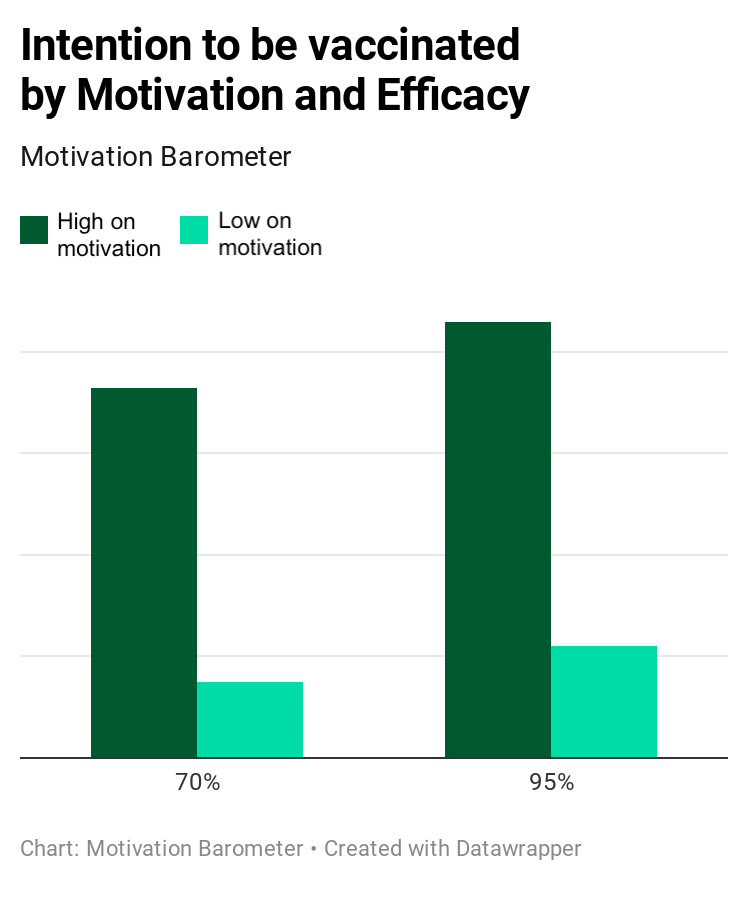 Intention to be vaccinated
by Motivation and Efficacy
Motivation Barometer
High on
motivation
Low on
motivation
70%
95%
Chart: Motivation Barometer • Created with Datawrapper